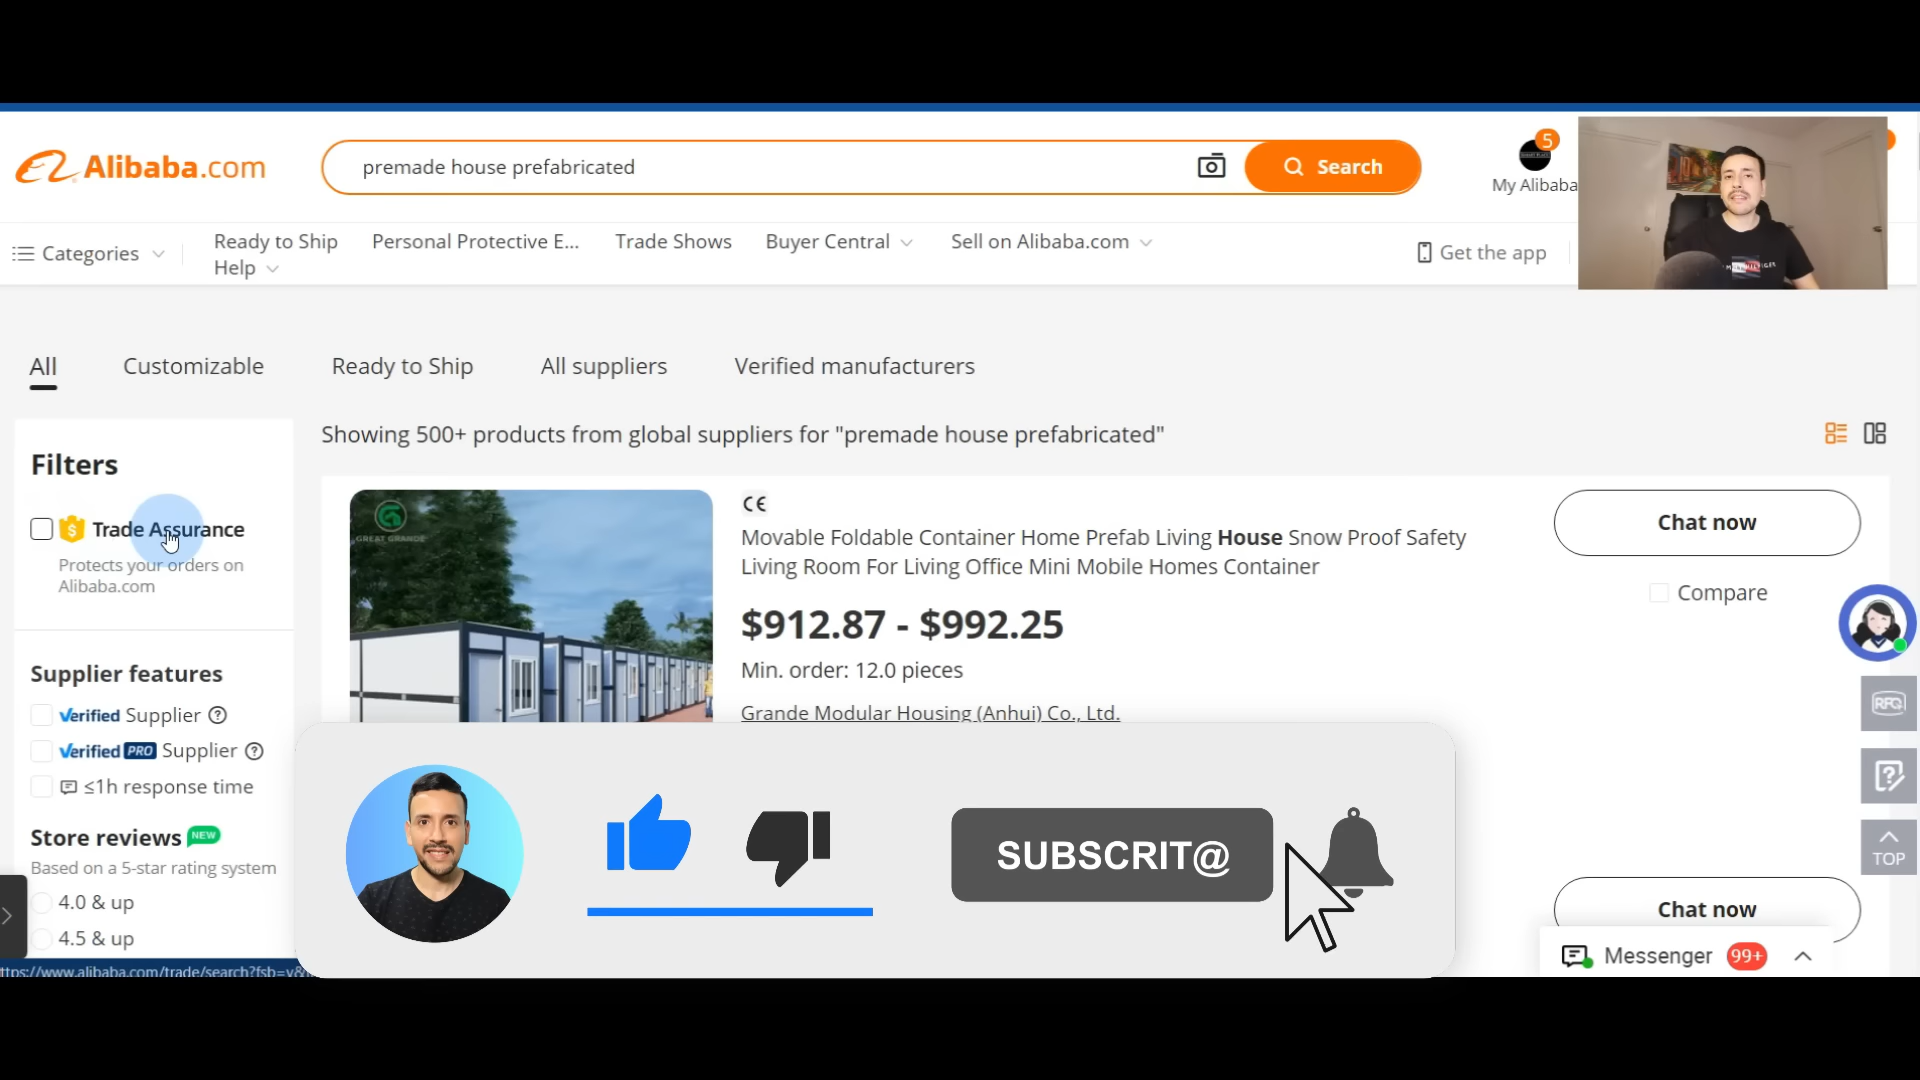 Alibaba.com
premade house prefabricated
Search
5
My Alibaba
Categories
Ready to Ship
Personal Protective E...
Trade Shows
Buyer Central
Sell on Alibaba.com
Help
Get the app
All
Customizable
Ready to Ship
All suppliers
Verified manufacturers
Showing 500+ products from global suppliers for "premade house prefabricated"
Filters
Trade Assurance
Protects your orders on
Alibaba.com
Supplier features
Verified Supplier
Verified PRO Supplier
≤1h response time
Store reviews NEW
Based on a 5-star rating system
4.0 & up
4.5 & up
GREAT GRANDE
CE
Movable Foldable Container Home Prefab Living House Snow Proof Safety
Living Room For Living Office Mini Mobile Homes Container
$912.87 - $992.25
Min. order: 12.0 pieces
Grande Modular Housing (Anhui) Co., Ltd.
Chat now
Compare
RFQ
TOP
Chat now
Messenger 99+
SUBSCRIT@